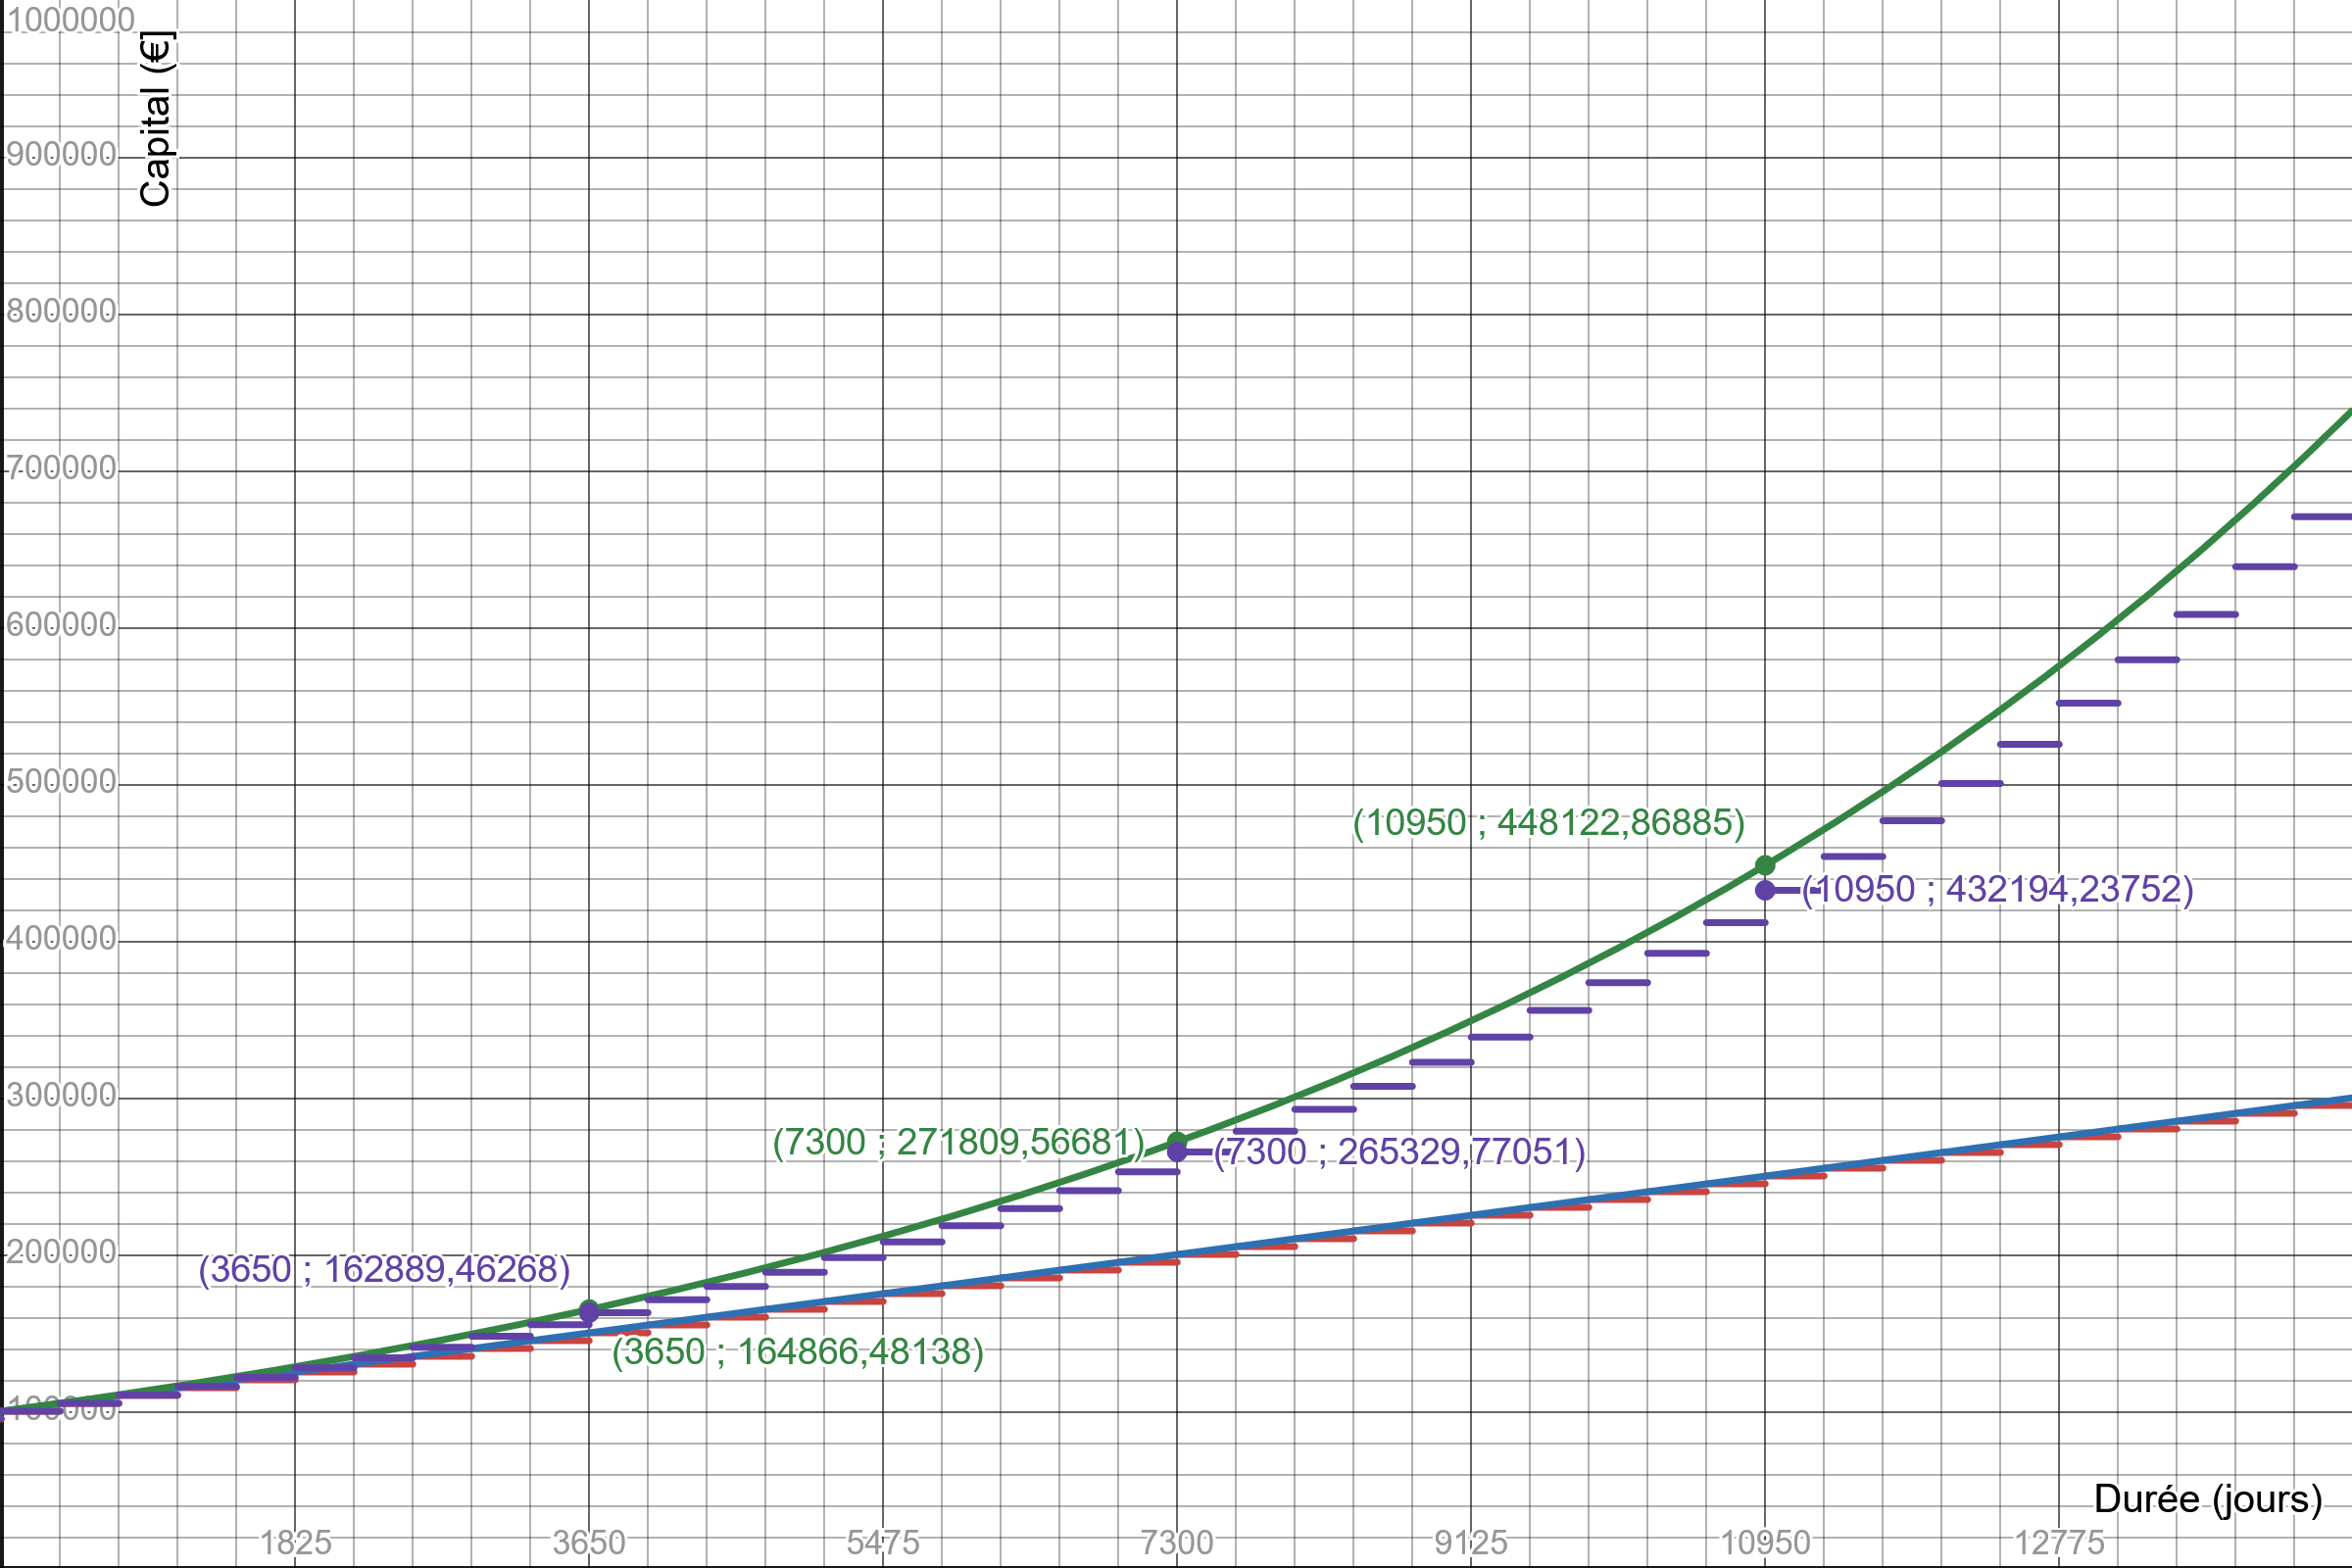 1000000
Capital (€]
900000
800000
700000
600000
500000
(10950 ; 448122,86885)
(10950 ; 432194,23752)
400000
300000
(7300 ; 271809,56681)
(7300 ; 265329,77051)
200000
(3650 ; 162889,46268)
(3650 ; 164866,48138)
100000
Durée (jours)
1825
3650
5475
7300
9125
10950
12775